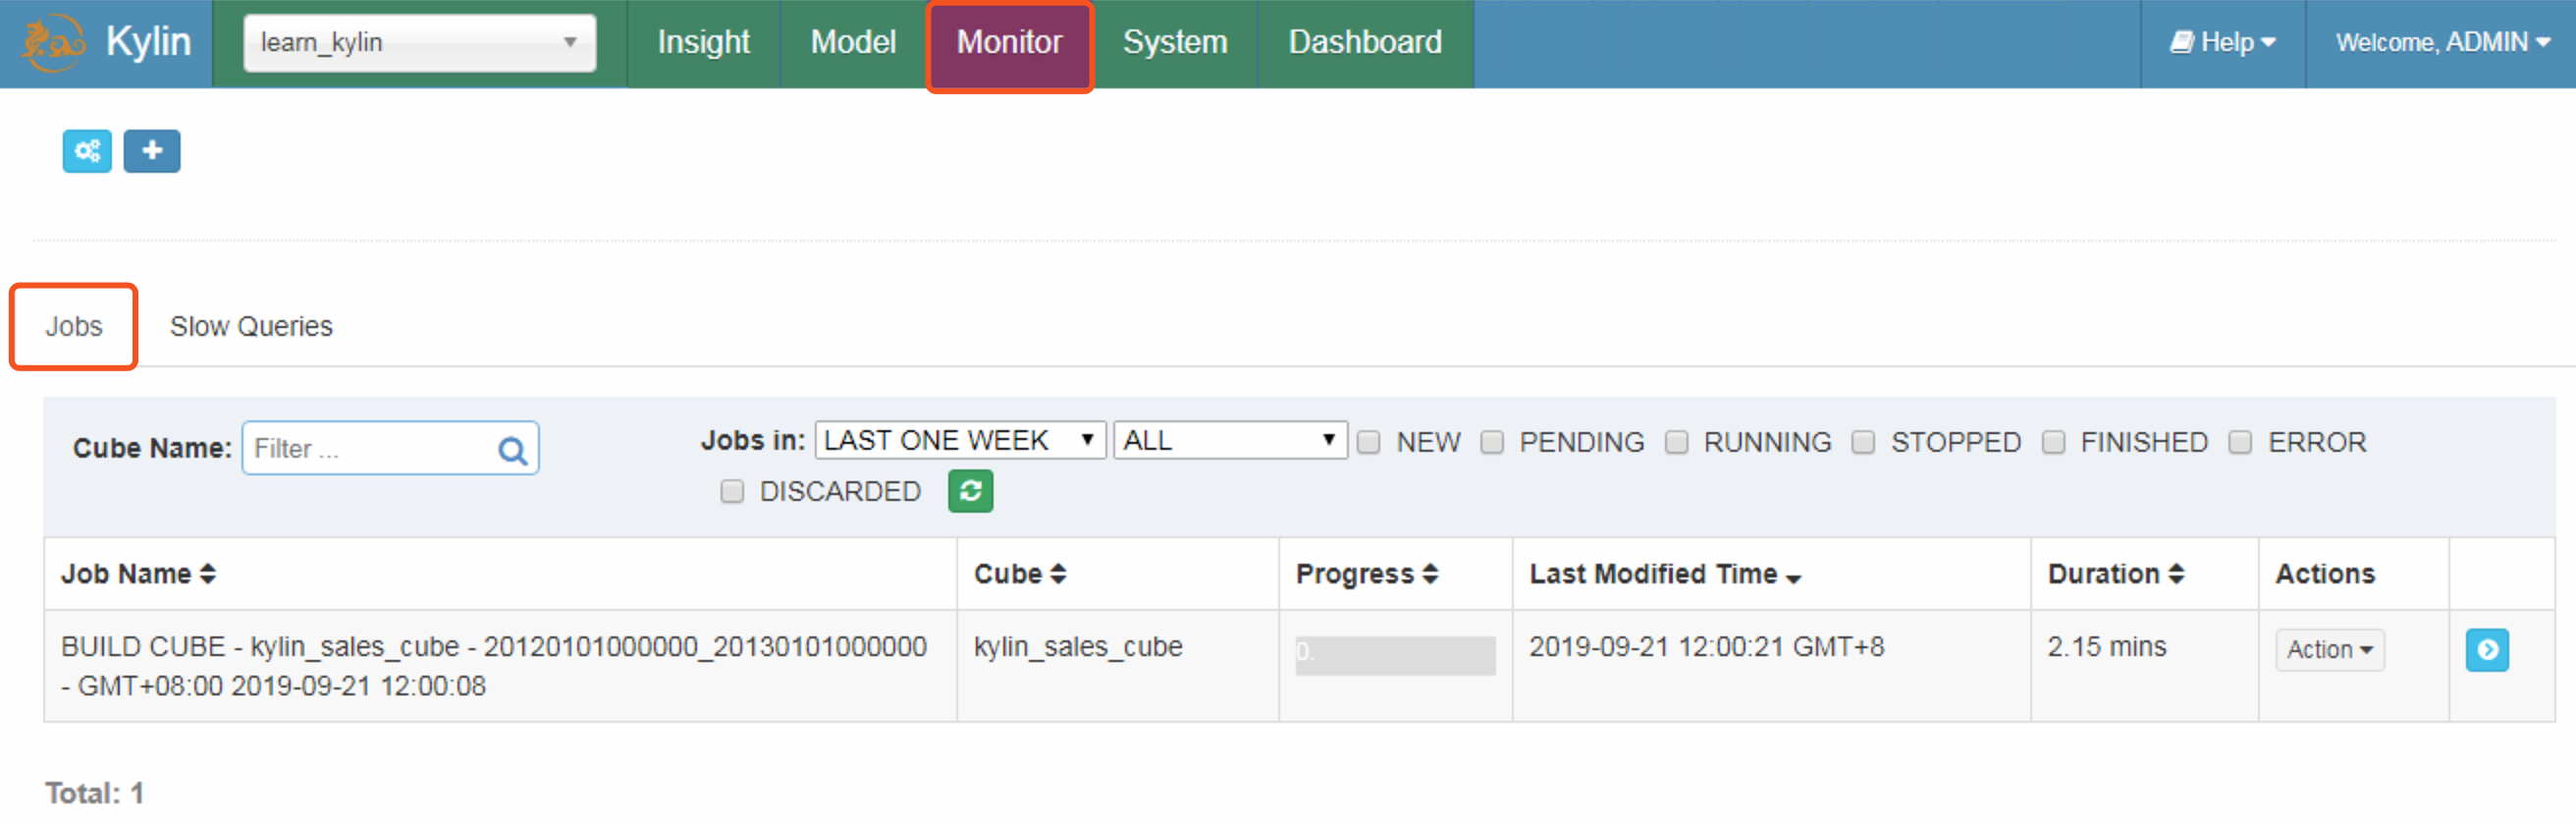 Kylin learn_kylin Insight Model Monitor System Dashboard Help Welcome, ADMIN
Jobs Slow Queries
Cube Name: Filter ... Jobs in: LAST ONE WEEK ALL NEW PENDING RUNNING STOPPED FINISHED ERROR
DISCARDED
Job Name Cube Progress Last Modified Time Duration Actions
BUILD CUBE - kylin_sales_cube - 20120101000000_20130101000000 kylin_sales_cube 0. 2019-09-21 12:00:21 GMT+8 2.15 mins Action
- GMT+08:00 2019-09-21 12:00:08
Total: 1